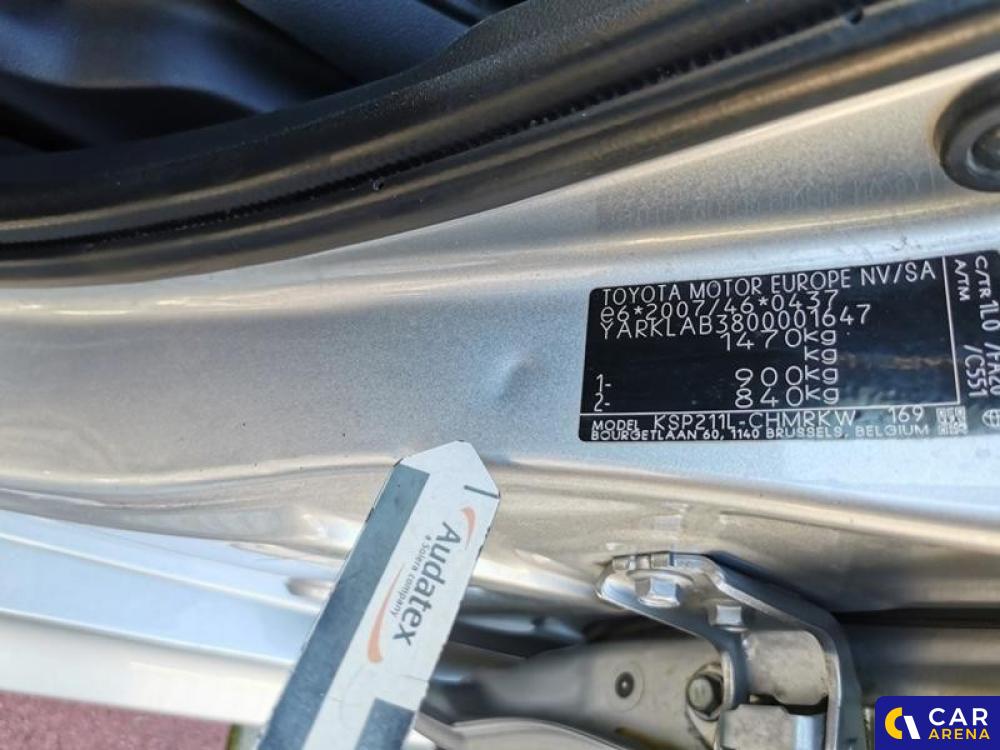 TOYOTA MOTOR EUROPE NV/SA
e6*2007/46*0437
YARKLAB3800001647
1470kg
kg
1- 900kg
2- 840kg
MODEL KSP211L-CHMRKW 169
BOURGETLAAN 60, 1140 BRUSSELS, BELGIUM
C/TR 1L0 /FA20
A/TM /C551
Audatex
a Solera company
CAR
ARENA